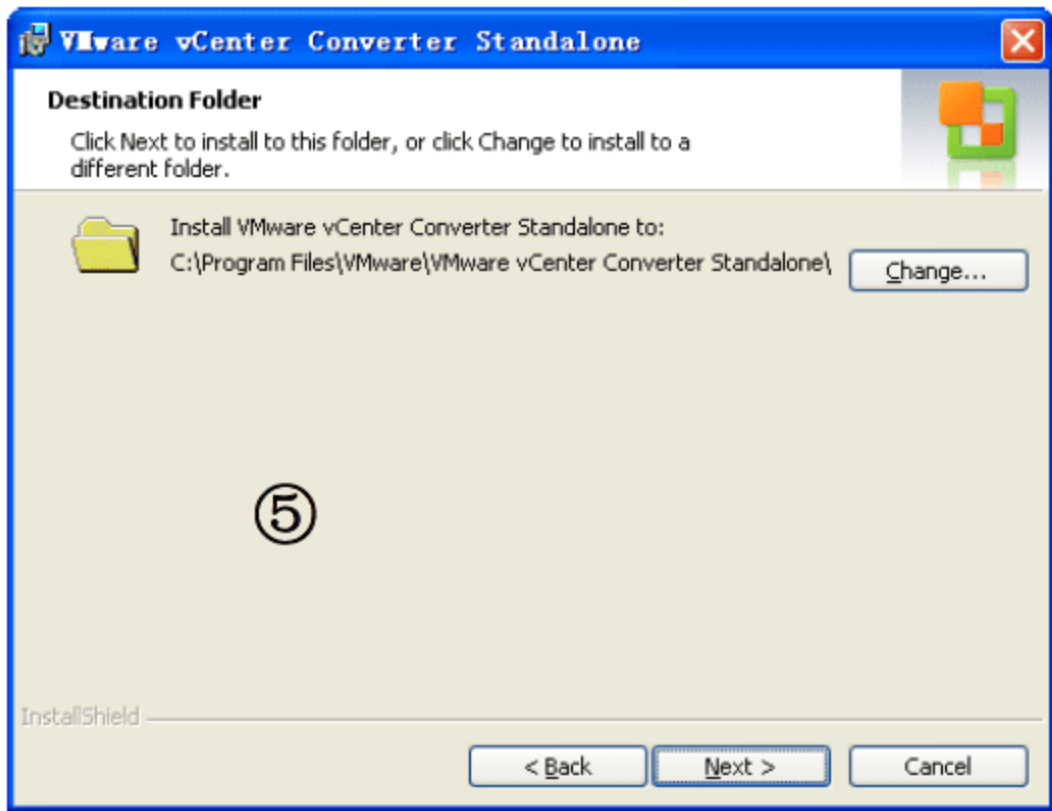 VMware vCenter Converter Standalone
Destination Folder
Click Next to install to this folder, or click Change to install to a
different folder.
Install VMware vCenter Converter Standalone to:
C:\Program Files\VMware\VMware vCenter Converter Standalone\
Change...
⑤
InstallShield
< Back
Next >
Cancel